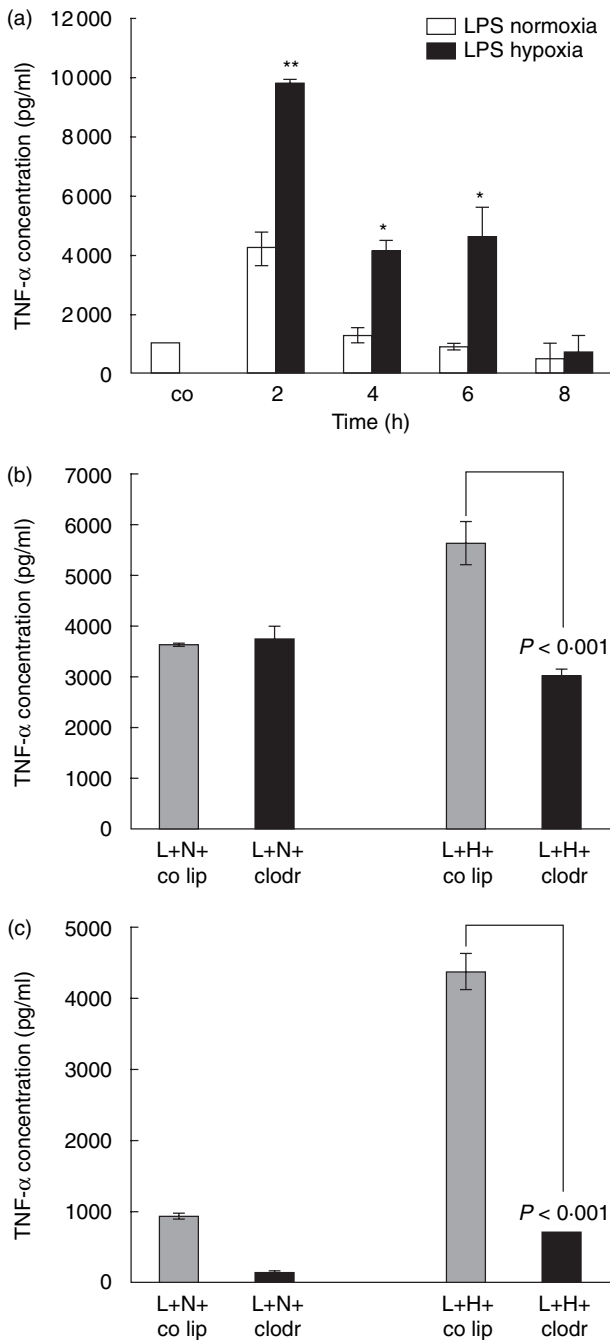 (a)
LPS normoxia
LPS hypoxia
TNF-α concentration (pg/ml)
12 000
10 000
8 000
6 000
4 000
2 000
0
**
*
*
co 2 4 6 8
Time (h)
(b)
TNF-α concentration (pg/ml)
7000
6000
5000
4000
3000
2000
1000
0
P < 0·001
L+N+ L+N+ L+H+ L+H+
co lip clodr co lip clodr
(c)
TNF-α concentration (pg/ml)
5000
4000
3000
2000
1000
0
P < 0·001
L+N+ L+N+ L+H+ L+H+
co lip clodr co lip clodr